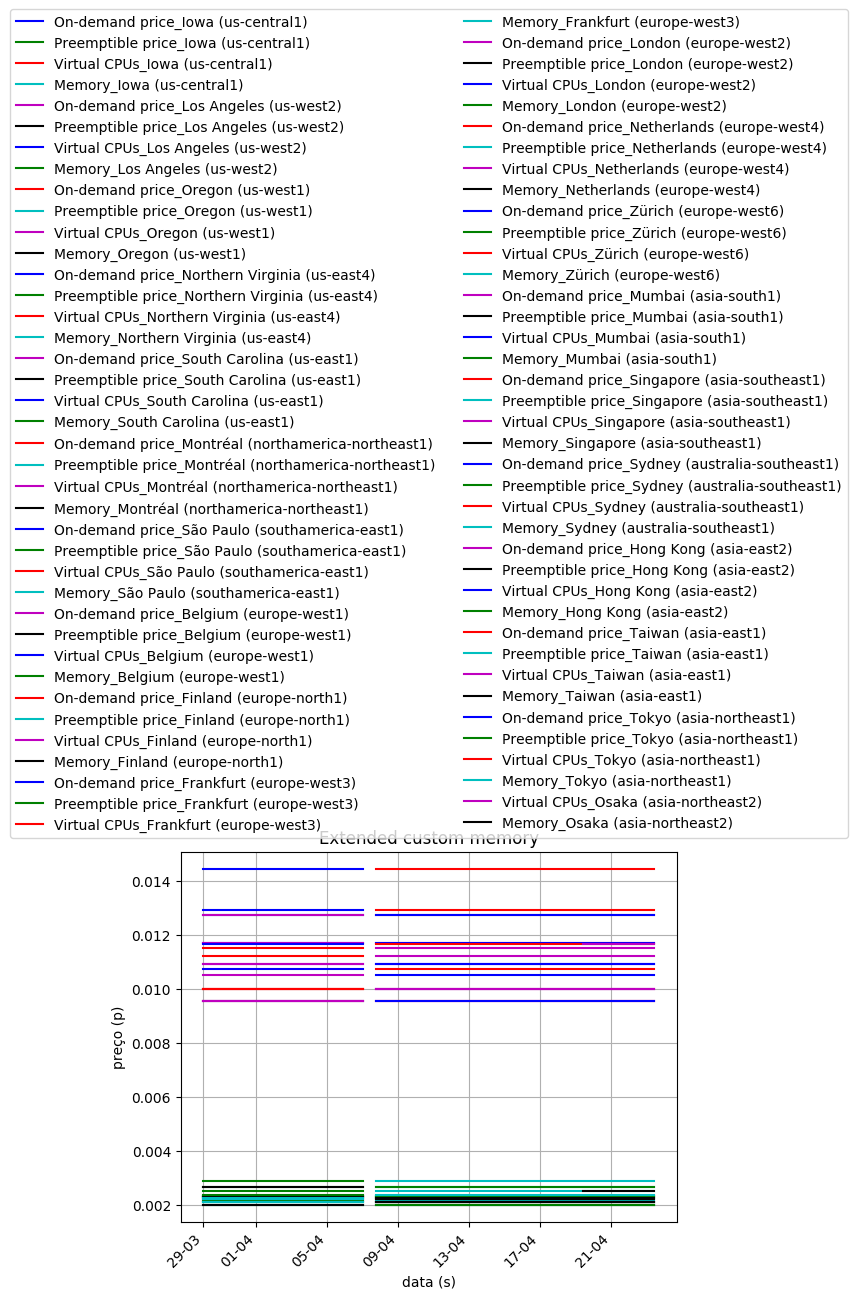 On-demand price_Iowa (us-central1)
Preemptible price_Iowa (us-central1)
Virtual CPUs_Iowa (us-central1)
Memory_Iowa (us-central1)
On-demand price_Los Angeles (us-west2)
Preemptible price_Los Angeles (us-west2)
Virtual CPUs_Los Angeles (us-west2)
Memory_Los Angeles (us-west2)
On-demand price_Oregon (us-west1)
Preemptible price_Oregon (us-west1)
Virtual CPUs_Oregon (us-west1)
Memory_Oregon (us-west1)
On-demand price_Northern Virginia (us-east4)
Preemptible price_Northern Virginia (us-east4)
Virtual CPUs_Northern Virginia (us-east4)
Memory_Northern Virginia (us-east4)
On-demand price_South Carolina (us-east1)
Preemptible price_South Carolina (us-east1)
Virtual CPUs_South Carolina (us-east1)
Memory_South Carolina (us-east1)
On-demand price_Montréal (northamerica-northeast1)
Preemptible price_Montréal (northamerica-northeast1)
Virtual CPUs_Montréal (northamerica-northeast1)
Memory_Montréal (northamerica-northeast1)
On-demand price_São Paulo (southamerica-east1)
Preemptible price_São Paulo (southamerica-east1)
Virtual CPUs_São Paulo (southamerica-east1)
Memory_São Paulo (southamerica-east1)
On-demand price_Belgium (europe-west1)
Preemptible price_Belgium (europe-west1)
Virtual CPUs_Belgium (europe-west1)
Memory_Belgium (europe-west1)
On-demand price_Finland (europe-north1)
Preemptible price_Finland (europe-north1)
Virtual CPUs_Finland (europe-north1)
Memory_Finland (europe-north1)
On-demand price_Frankfurt (europe-west3)
Preemptible price_Frankfurt (europe-west3)
Virtual CPUs_Frankfurt (europe-west3)
Memory_Frankfurt (europe-west3)
On-demand price_London (europe-west2)
Preemptible price_London (europe-west2)
Virtual CPUs_London (europe-west2)
Memory_London (europe-west2)
On-demand price_Netherlands (europe-west4)
Preemptible price_Netherlands (europe-west4)
Virtual CPUs_Netherlands (europe-west4)
Memory_Netherlands (europe-west4)
On-demand price_Zürich (europe-west6)
Preemptible price_Zürich (europe-west6)
Virtual CPUs_Zürich (europe-west6)
Memory_Zürich (europe-west6)
On-demand price_Mumbai (asia-south1)
Preemptible price_Mumbai (asia-south1)
Virtual CPUs_Mumbai (asia-south1)
Memory_Mumbai (asia-south1)
On-demand price_Singapore (asia-southeast1)
Preemptible price_Singapore (asia-southeast1)
Virtual CPUs_Singapore (asia-southeast1)
Memory_Singapore (asia-southeast1)
On-demand price_Sydney (australia-southeast1)
Preemptible price_Sydney (australia-southeast1)
Virtual CPUs_Sydney (australia-southeast1)
Memory_Sydney (australia-southeast1)
On-demand price_Hong Kong (asia-east2)
Preemptible price_Hong Kong (asia-east2)
Virtual CPUs_Hong Kong (asia-east2)
Memory_Hong Kong (asia-east2)
On-demand price_Taiwan (asia-east1)
Preemptible price_Taiwan (asia-east1)
Virtual CPUs_Taiwan (asia-east1)
Memory_Taiwan (asia-east1)
On-demand price_Tokyo (asia-northeast1)
Preemptible price_Tokyo (asia-northeast1)
Virtual CPUs_Tokyo (asia-northeast1)
Memory_Tokyo (asia-northeast1)
Virtual CPUs_Osaka (asia-northeast2)
Memory_Osaka (asia-northeast2)
Extended custom memory
0.014
0.012
0.010
0.008
0.006
0.004
0.002
preço (p)
29-03
01-04
05-04
09-04
13-04
17-04
21-04
data (s)